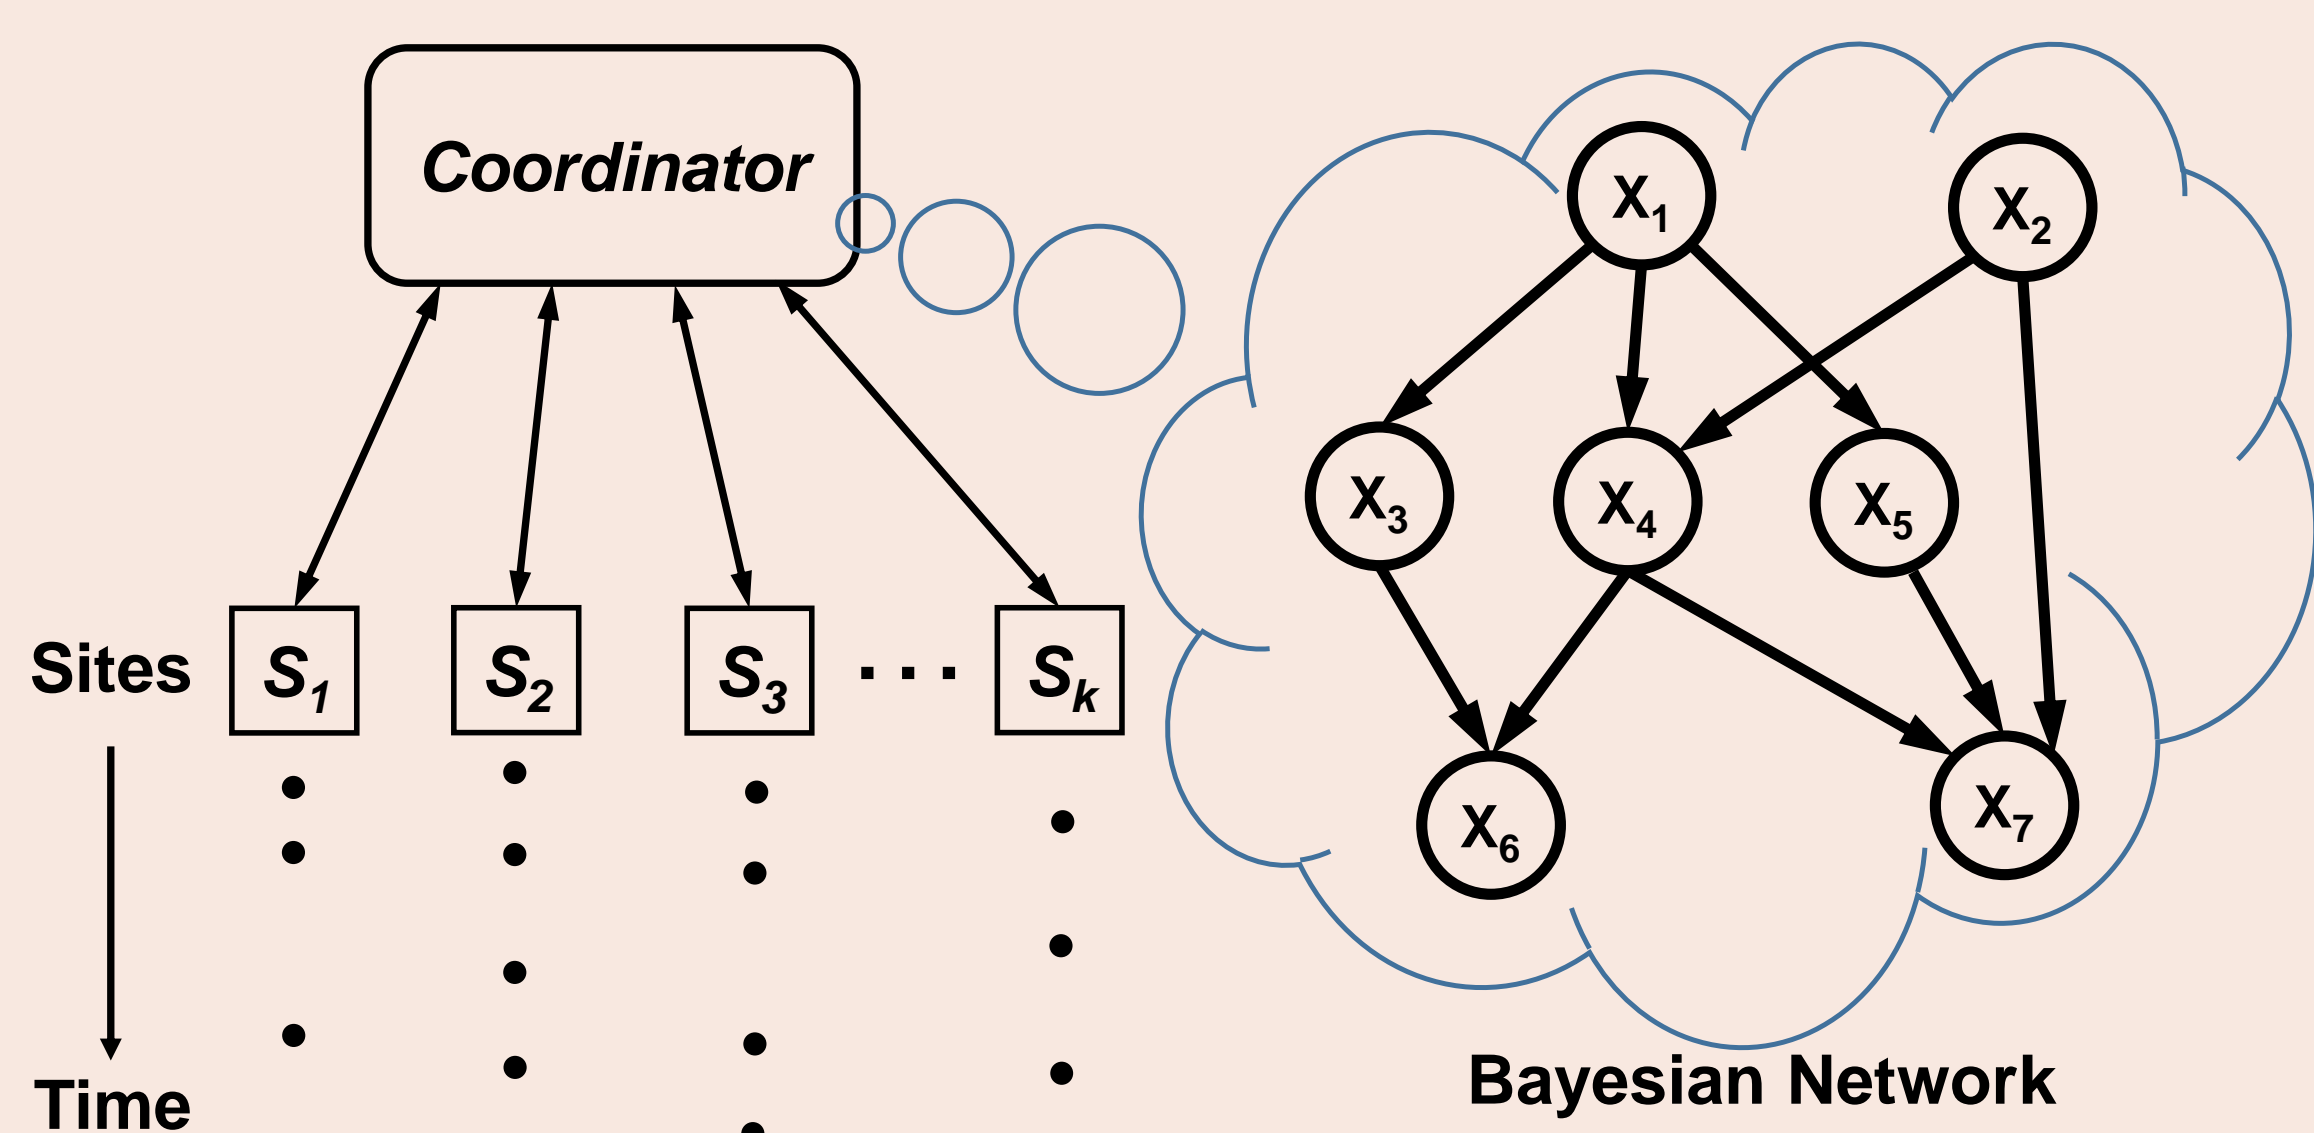 Coordinator
Sites
S1
S2
S3
...
Sk
Time
X1
X2
X3
X4
X5
X6
X7
Bayesian Network